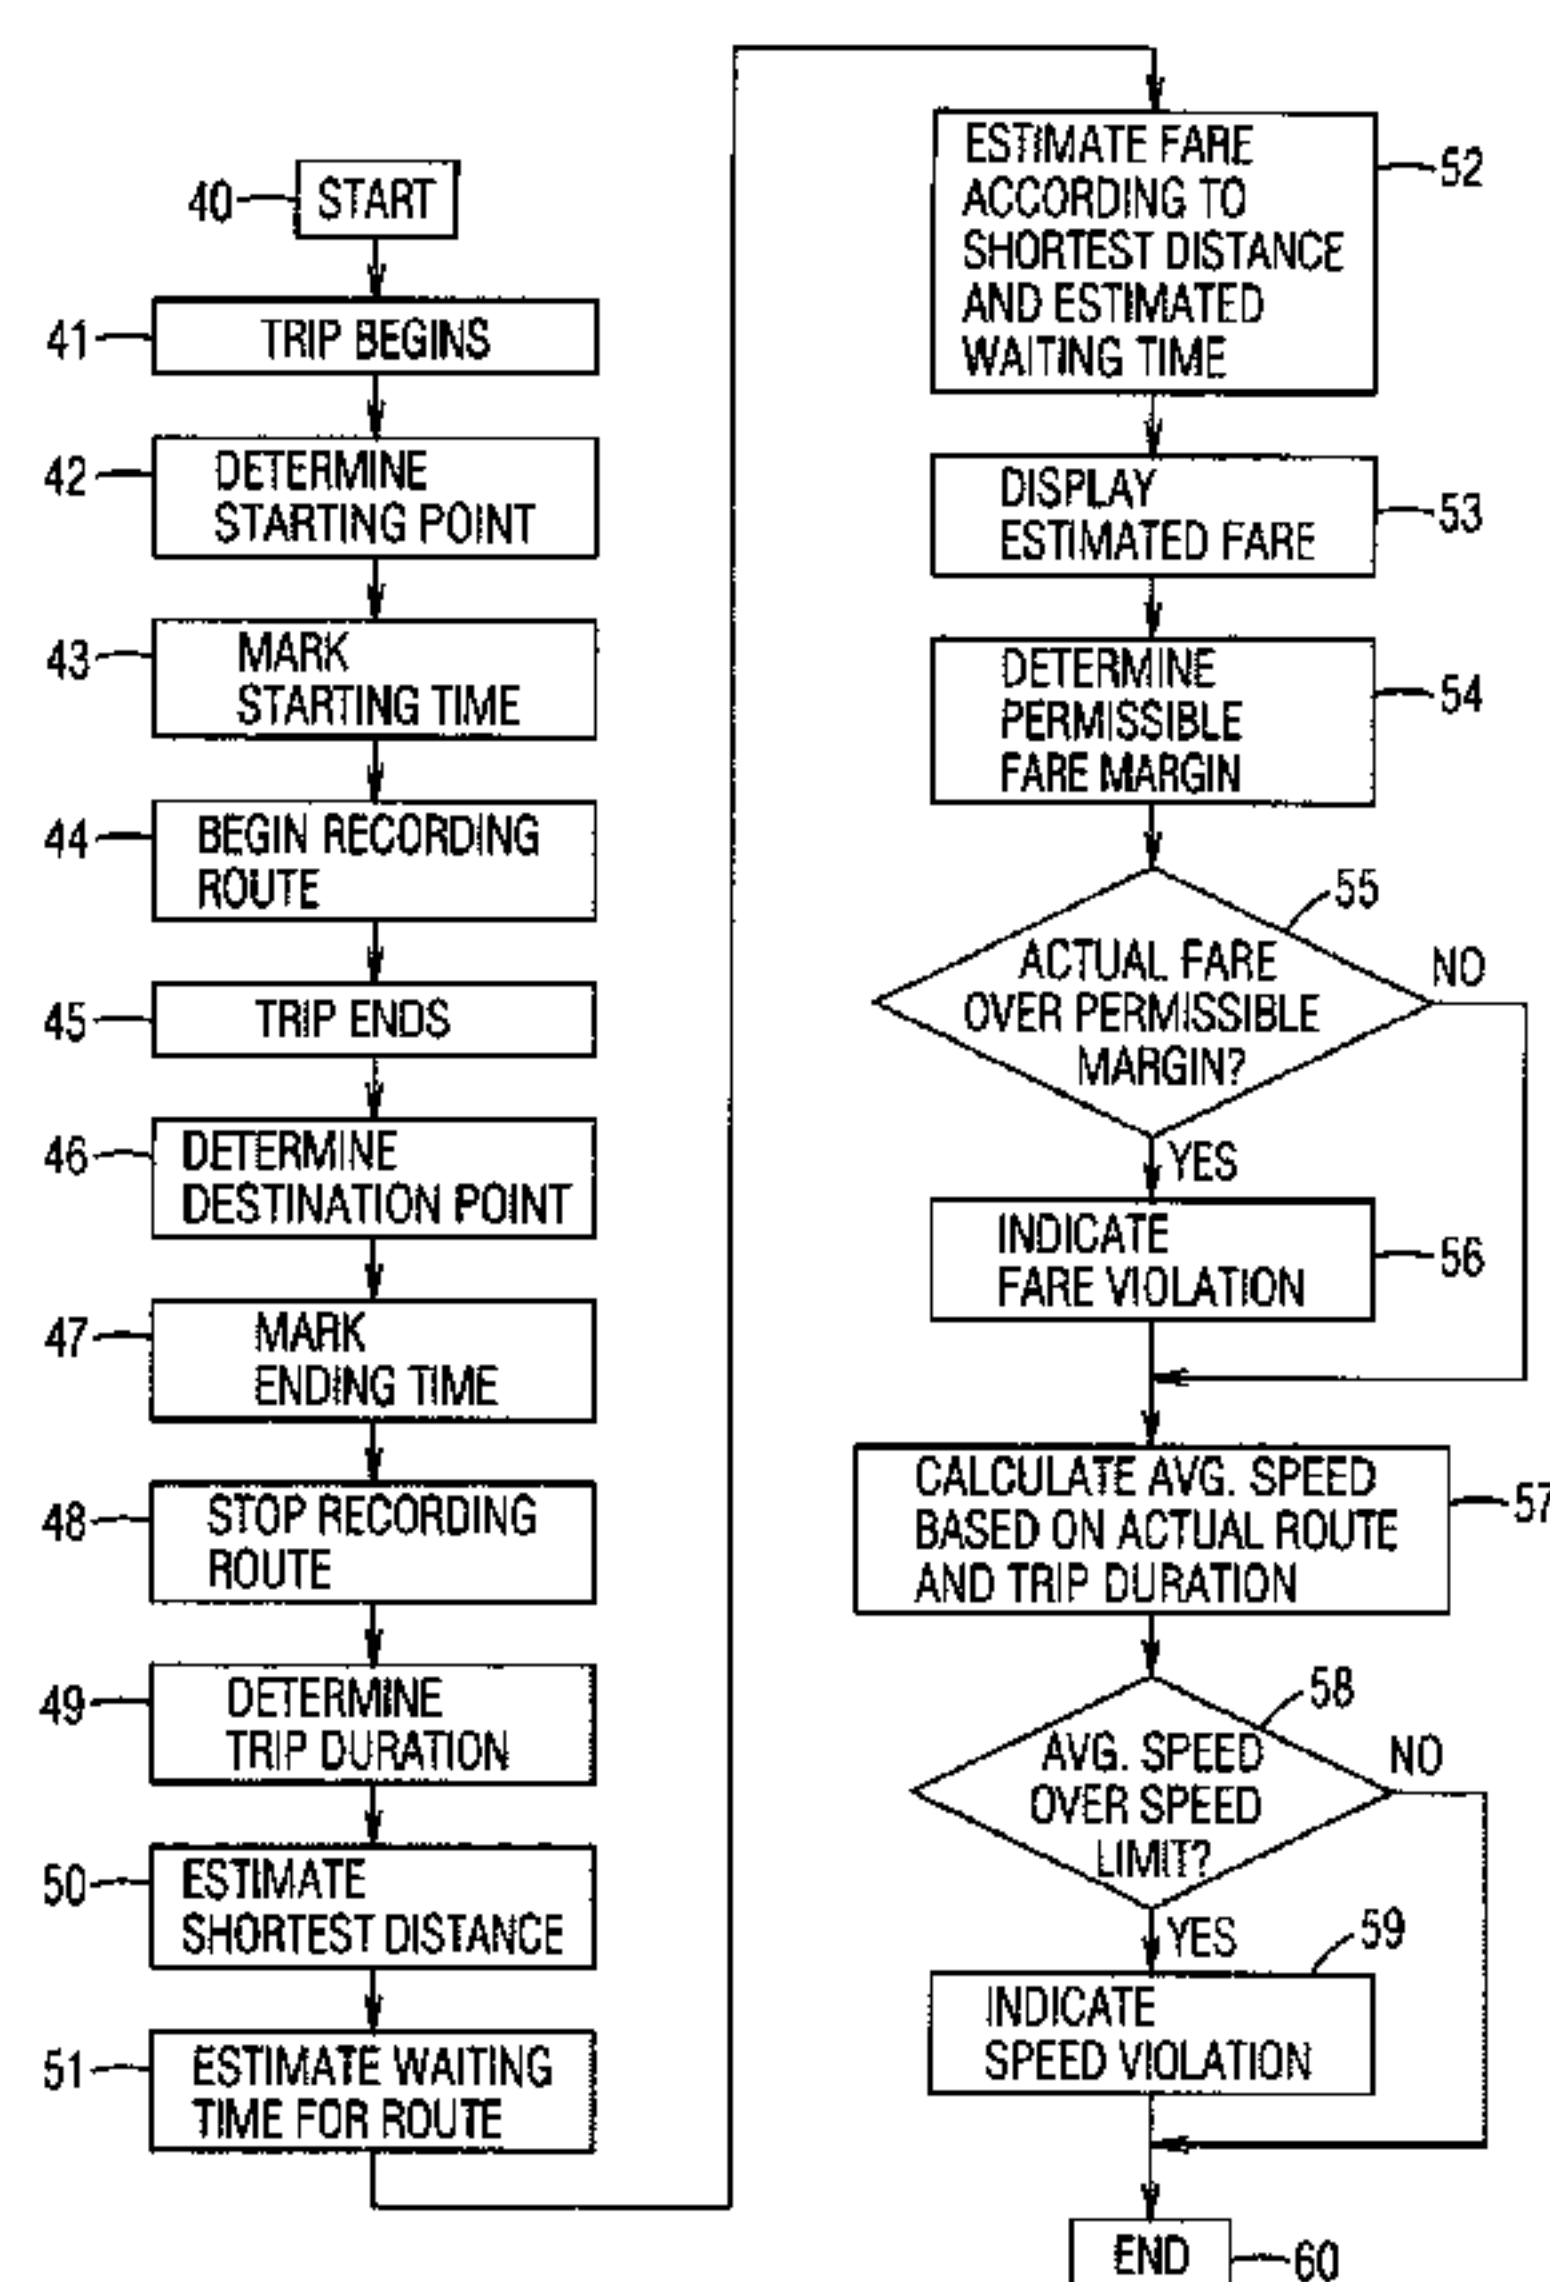 40
START
41
TRIP BEGINS
42
DETERMINE
STARTING POINT
43
MARK
STARTING TIME
44
BEGIN RECORDING
ROUTE
45
TRIP ENDS
46
DETERMINE
DESTINATION POINT
47
MARK
ENDING TIME
48
STOP RECORDING
ROUTE
49
DETERMINE
TRIP DURATION
50
ESTIMATE
SHORTEST DISTANCE
51
ESTIMATE WAITING
TIME FOR ROUTE
ESTIMATE FARE
ACCORDING TO
SHORTEST DISTANCE
AND ESTIMATED
WAITING TIME
52
DISPLAY
ESTIMATED FARE
53
DETERMINE
PERMISSIBLE
FARE MARGIN
54
55
ACTUAL FARE
OVER PERMISSIBLE
MARGIN?
NO
YES
INDICATE
FARE VIOLATION
56
CALCULATE AVG. SPEED
BASED ON ACTUAL ROUTE
AND TRIP DURATION
57
58
AVG. SPEED
OVER SPEED
LIMIT?
NO
YES
59
INDICATE
SPEED VIOLATION
END
60